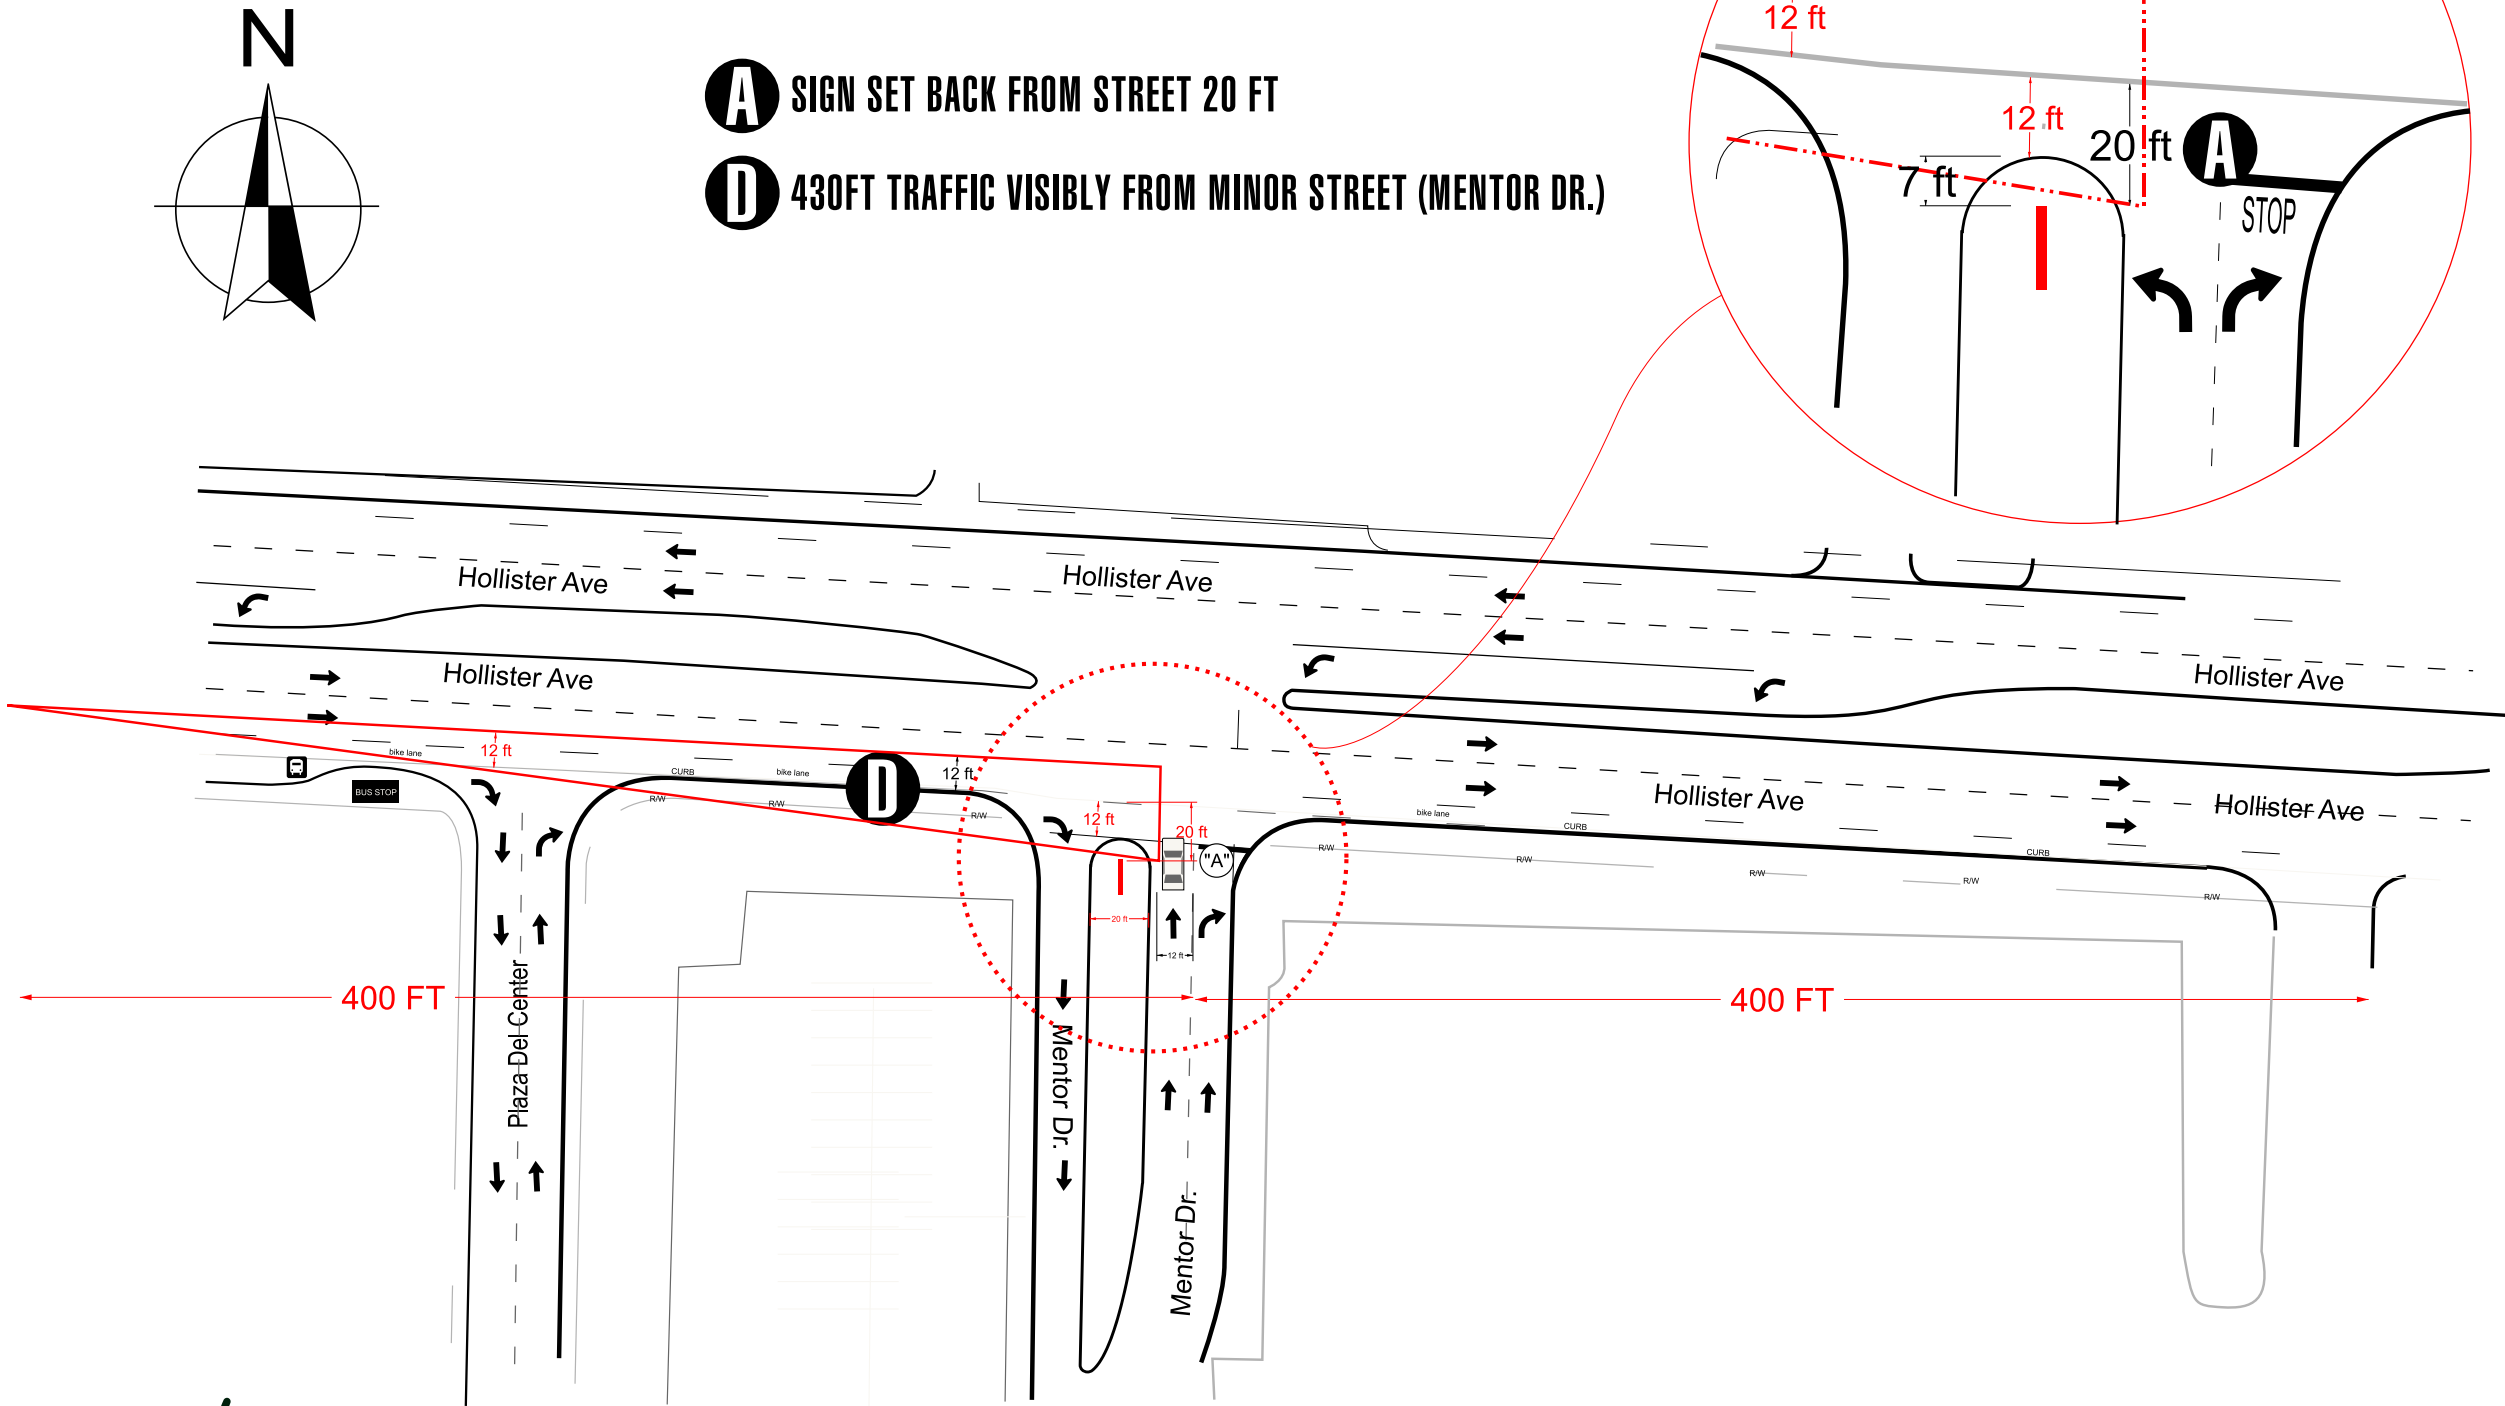 N
12 ft
A SIGN SET BACK FROM STREET 20 FT
D 430FT TRAFFIC VISIBLY FROM MINOR STREET (MENTOR DR.)
12 ft
20 ft
A
7 ft
STOP
Hollister Ave
Hollister Ave
Hollister Ave
Hollister Ave
Hollister Ave
Hollister Ave
bike lane
12 ft
CURB
bike lane
12 ft
D
BUS STOP
R/W
R/W
R/W
12 ft
20 ft
"A"
bike lane
CURB
CURB
R/W
R/W
R/W
R/W
R/W
20 ft
12 ft
400 FT
400 FT
Plaza Del Center
Mentor Dr.
Mentor Dr.